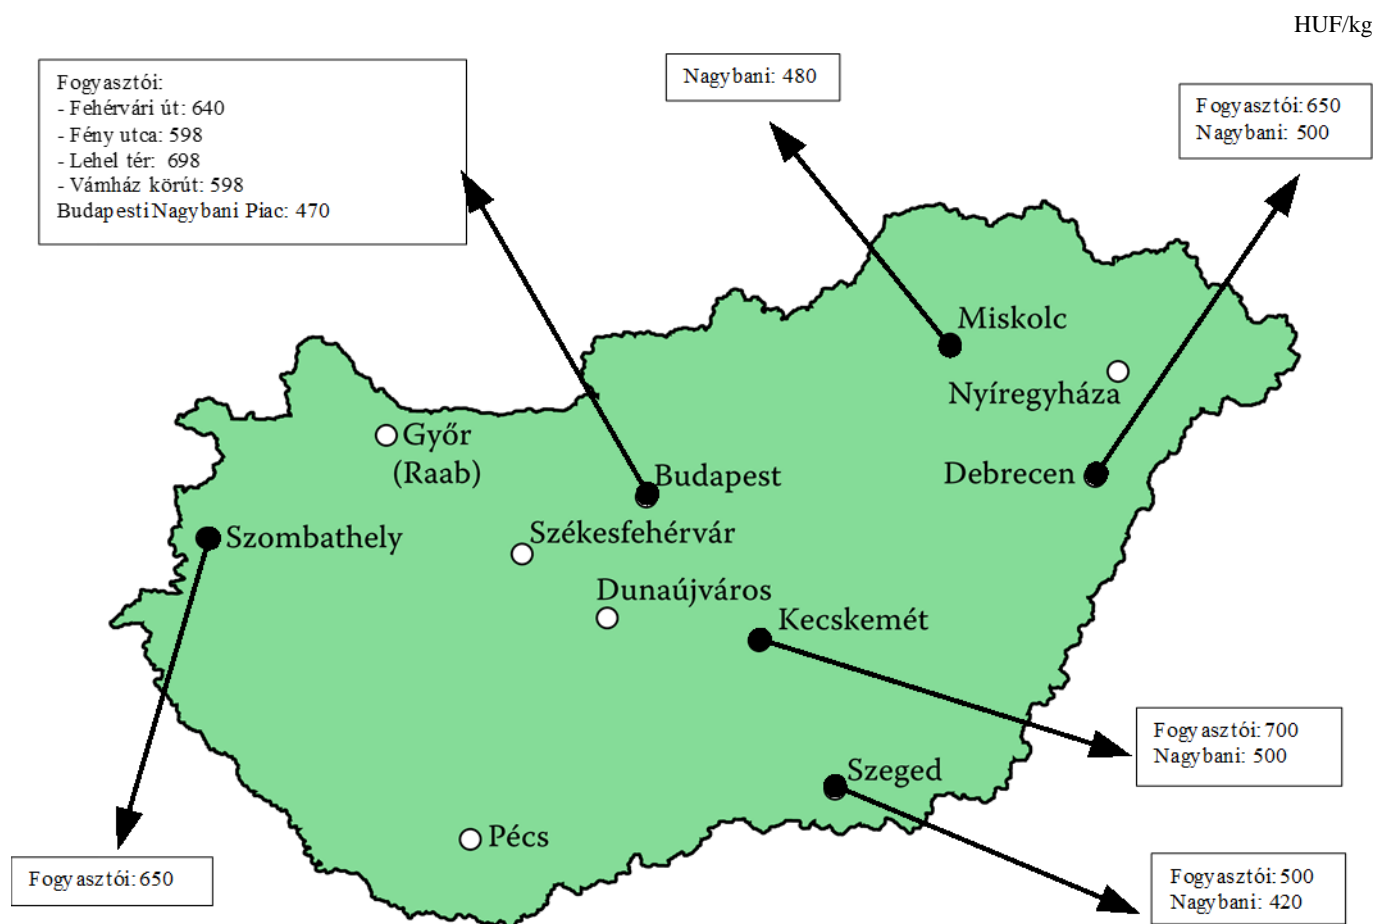 HUF/kg
Fogyasztói:
- Fehérvári út: 640
- Fény utca: 598
- Lehel tér: 698
- Vámház körút: 598
Budapesti Nagybani Piac: 470
Nagybani: 480
Fogyasztói: 650
Nagybani: 500
Miskolc
Nyíregyháza
Győr
(Raab)
Budapest
Debrecen
Szombathely
Székesfehérvár
Dunaújváros
Kecskemét
Fogyasztói: 700
Nagybani: 500
Szeged
Pécs
Fogyasztói: 650
Fogyasztói: 500
Nagybani: 420